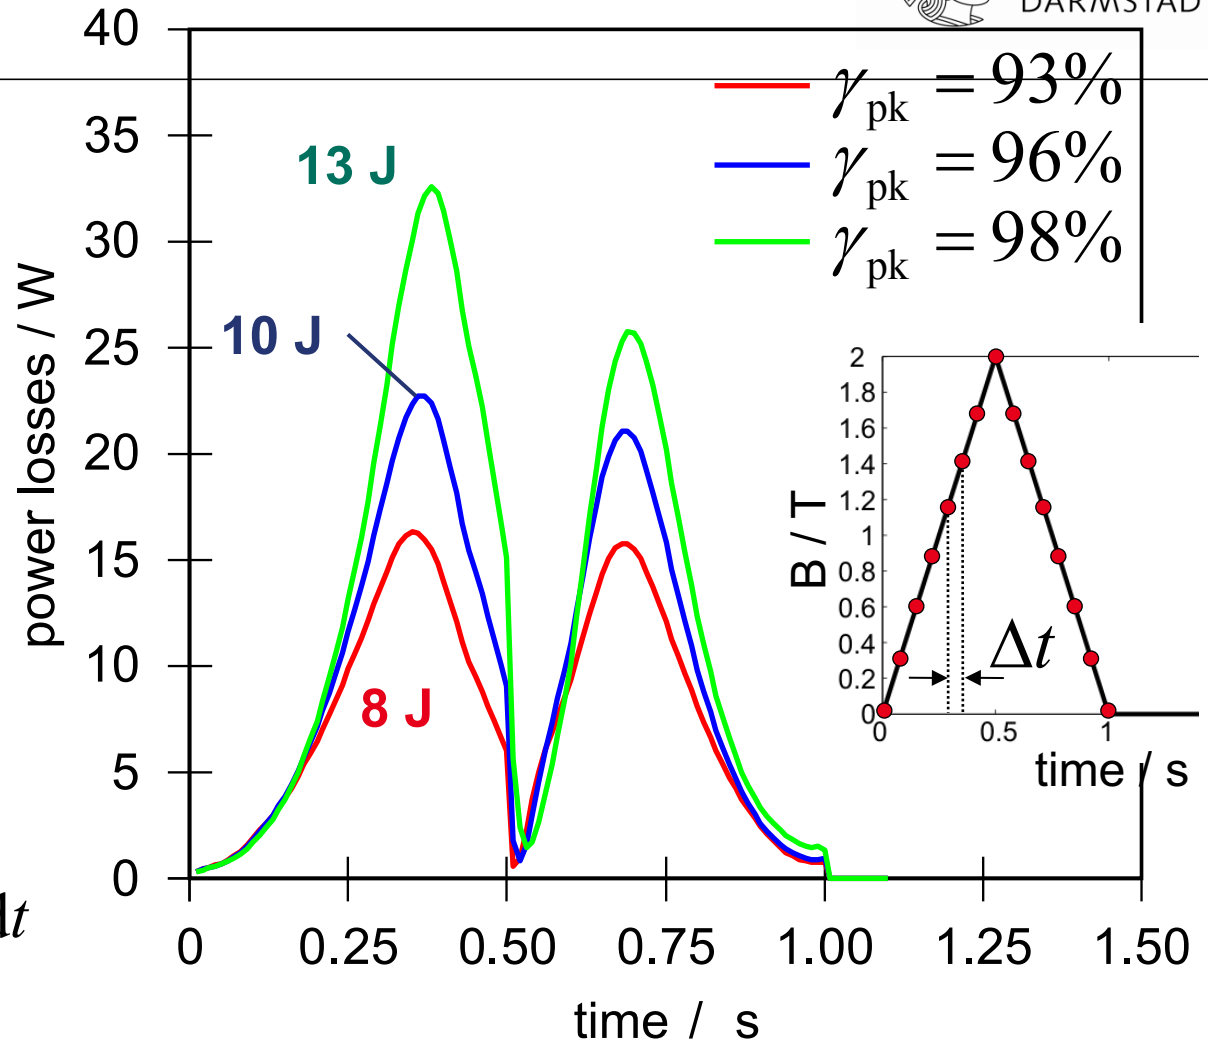 DARMSTAD
40
35
30
25
20
15
10
5
0
power losses / W
γpk = 93%
γpk = 96%
γpk = 98%
13 J
10 J
8 J
2
1.8
1.6
1.4
1.2
1
0.8
0.6
0.4
0.2
0
B / T
Δt
0 0.5 1
time / s
t
0 0.25 0.50 0.75 1.00 1.25 1.50
time / s